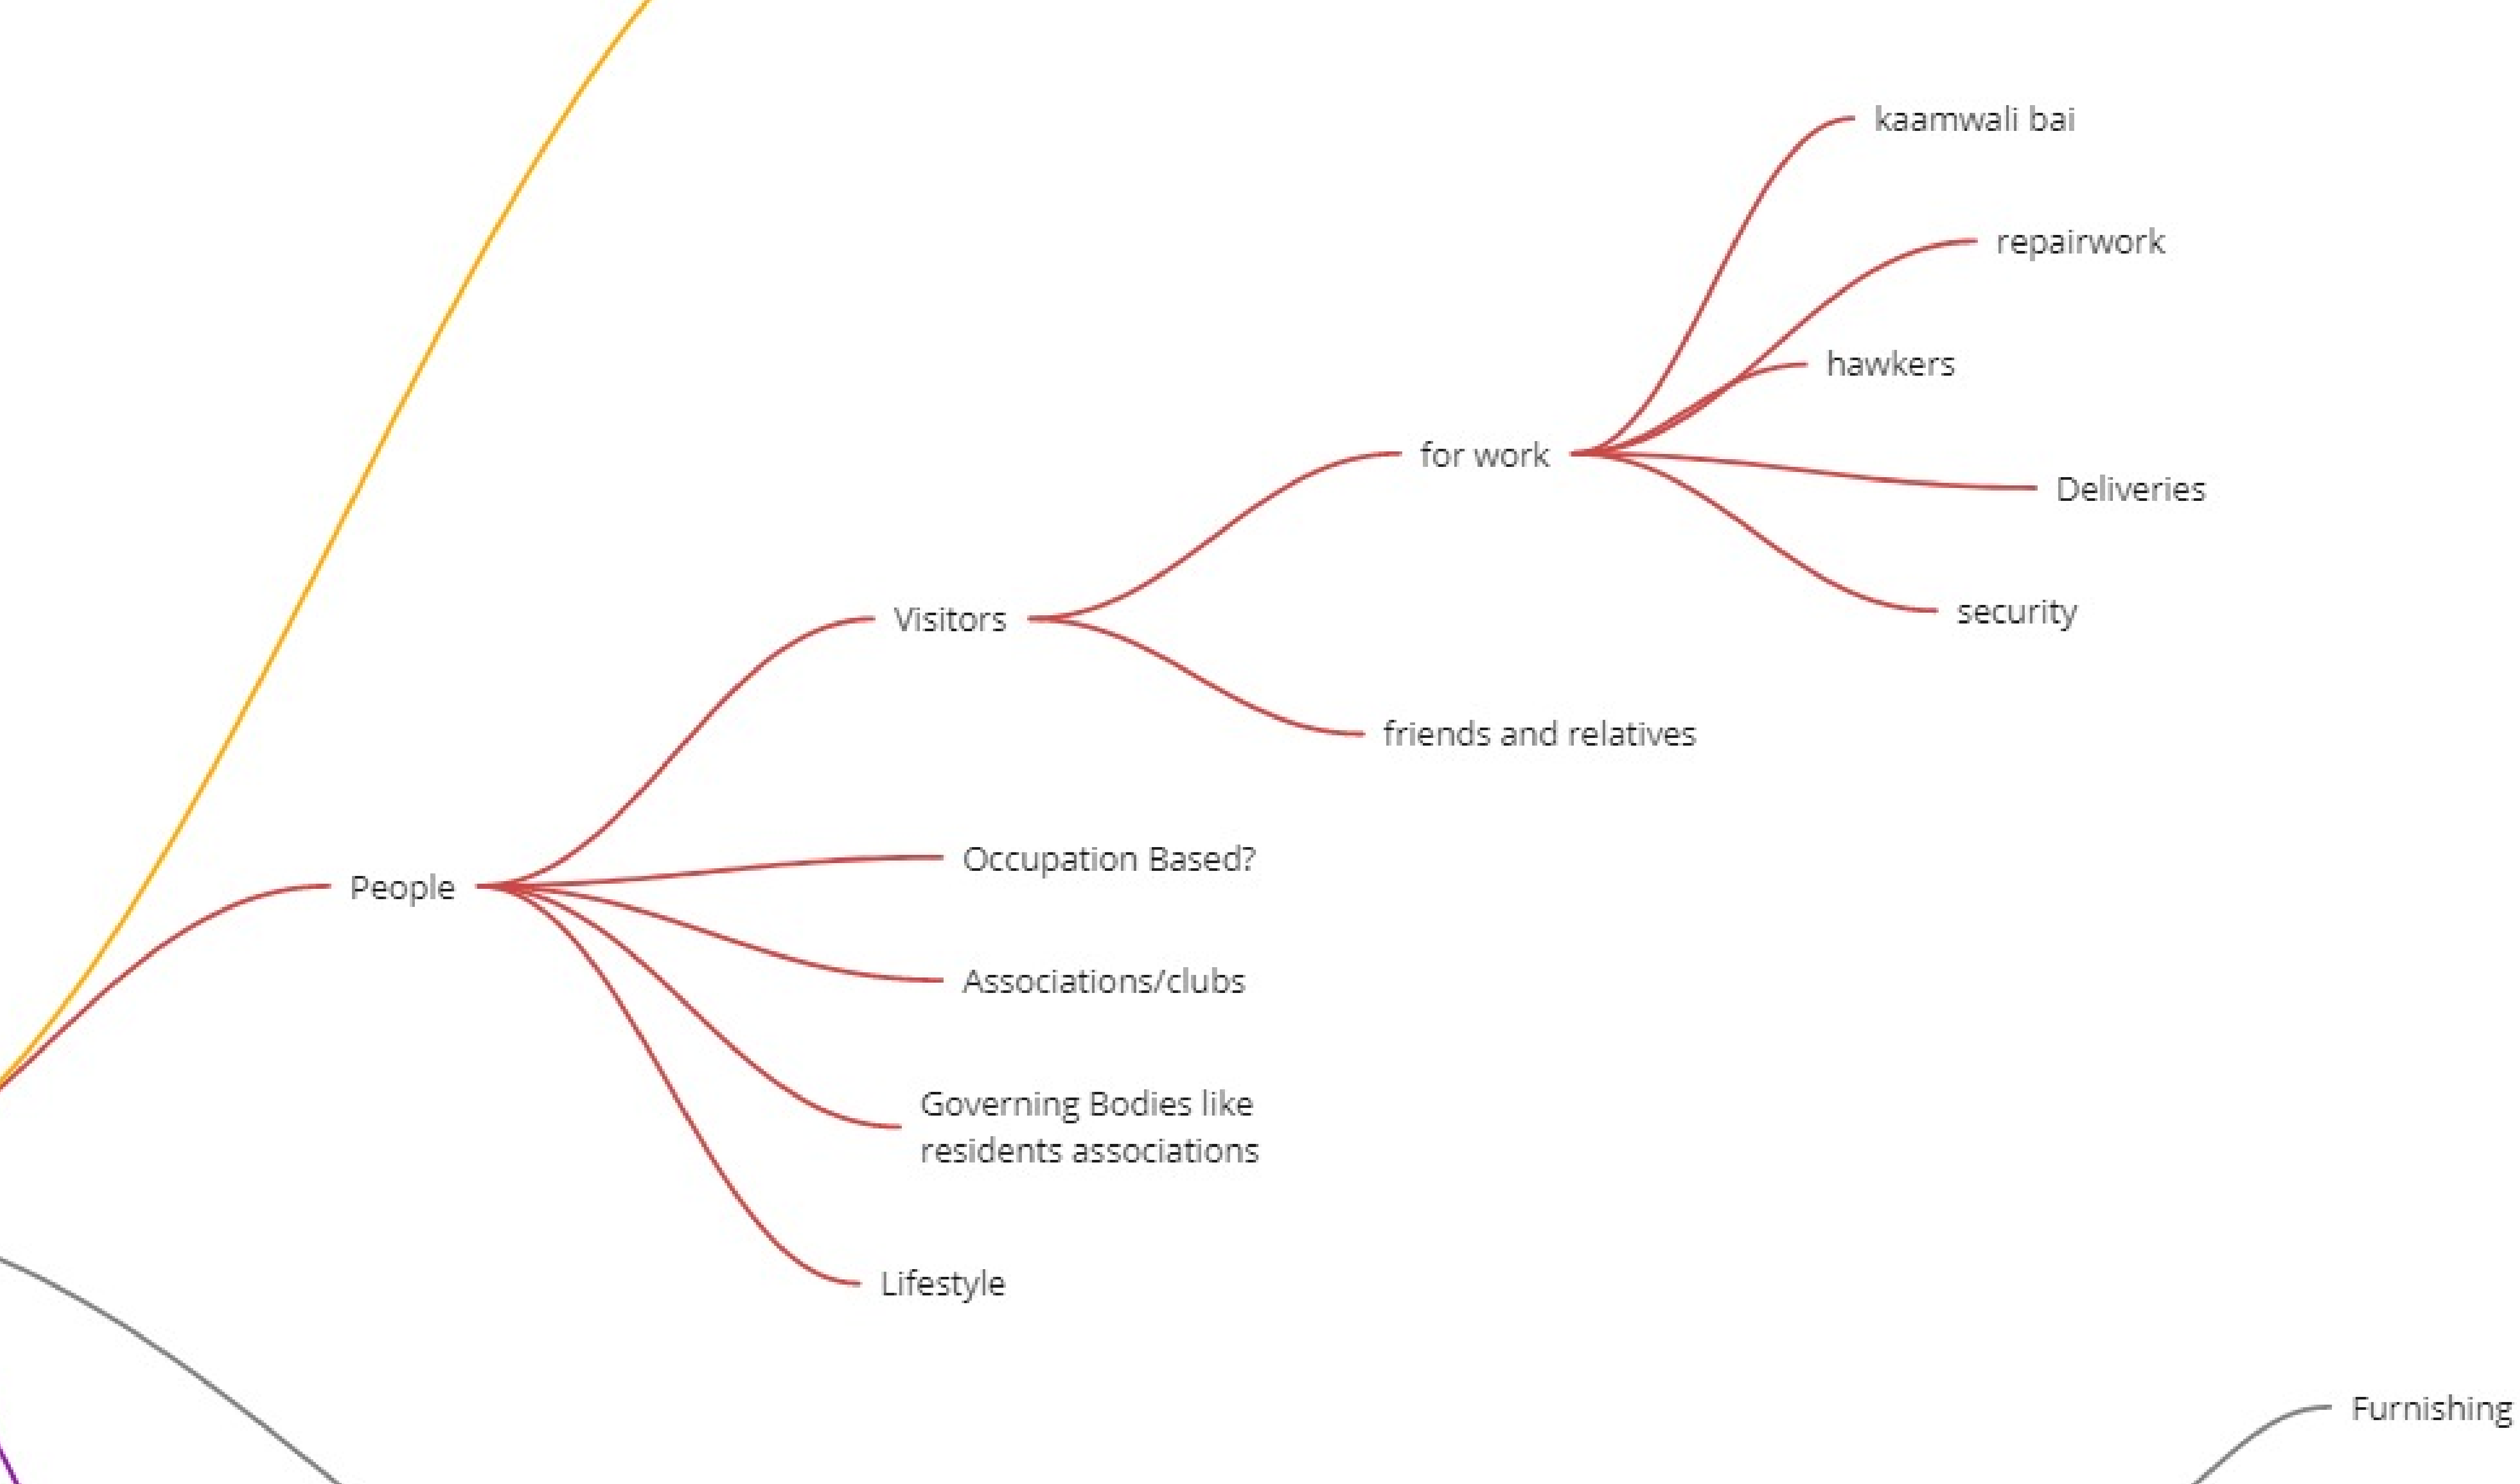 kaamwali bai
repairwork
hawkers
for work
Deliveries
security
Visitors
friends and relatives
Occupation Based?
People
Associations/clubs
Governing Bodies like
residents associations
Lifestyle
Furnishing